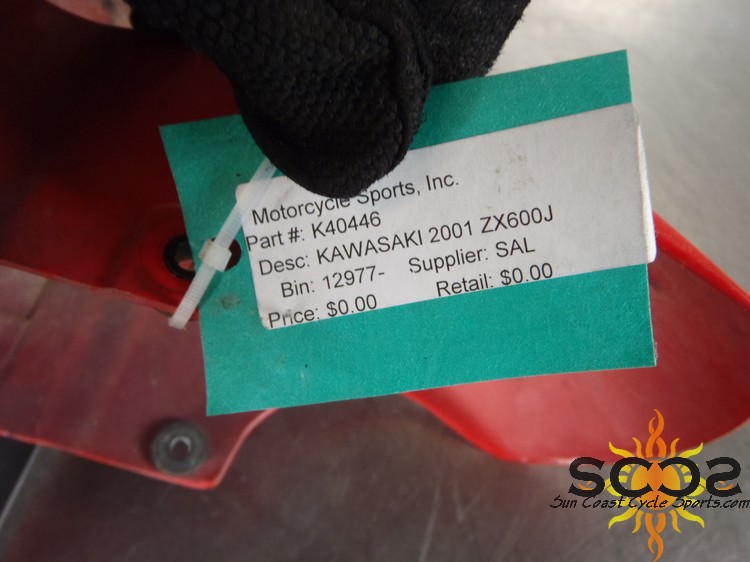 Motorcycle Sports, Inc.
Part #: K40446
Desc: KAWASAKI 2001 ZX600J
Bin: 12977- Supplier: SAL
Price: $0.00 Retail: $0.00
SCCS
Sun Coast Cycle Sports.com